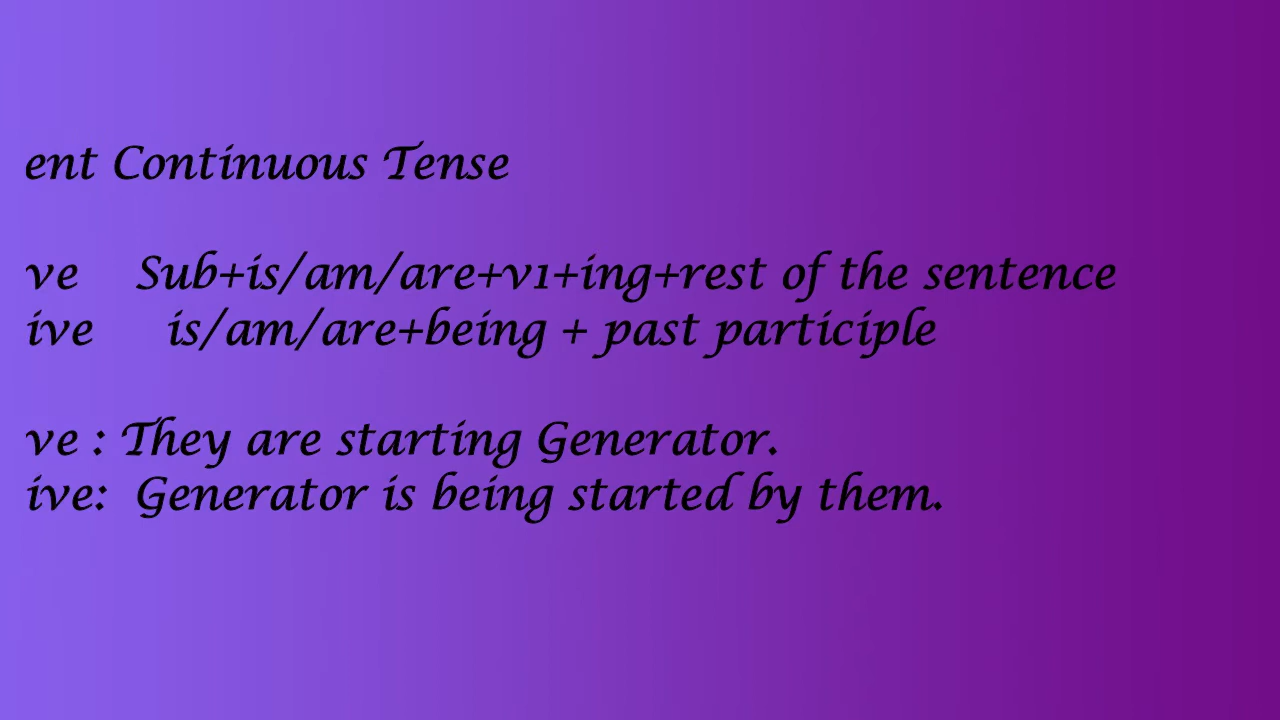 ent Continuous Tense
ve Sub+is/am/are+v1+ing+rest of the sentence
ive is/am/are+being + past participle
ve : They are starting Generator.
ive: Generator is being started by them.